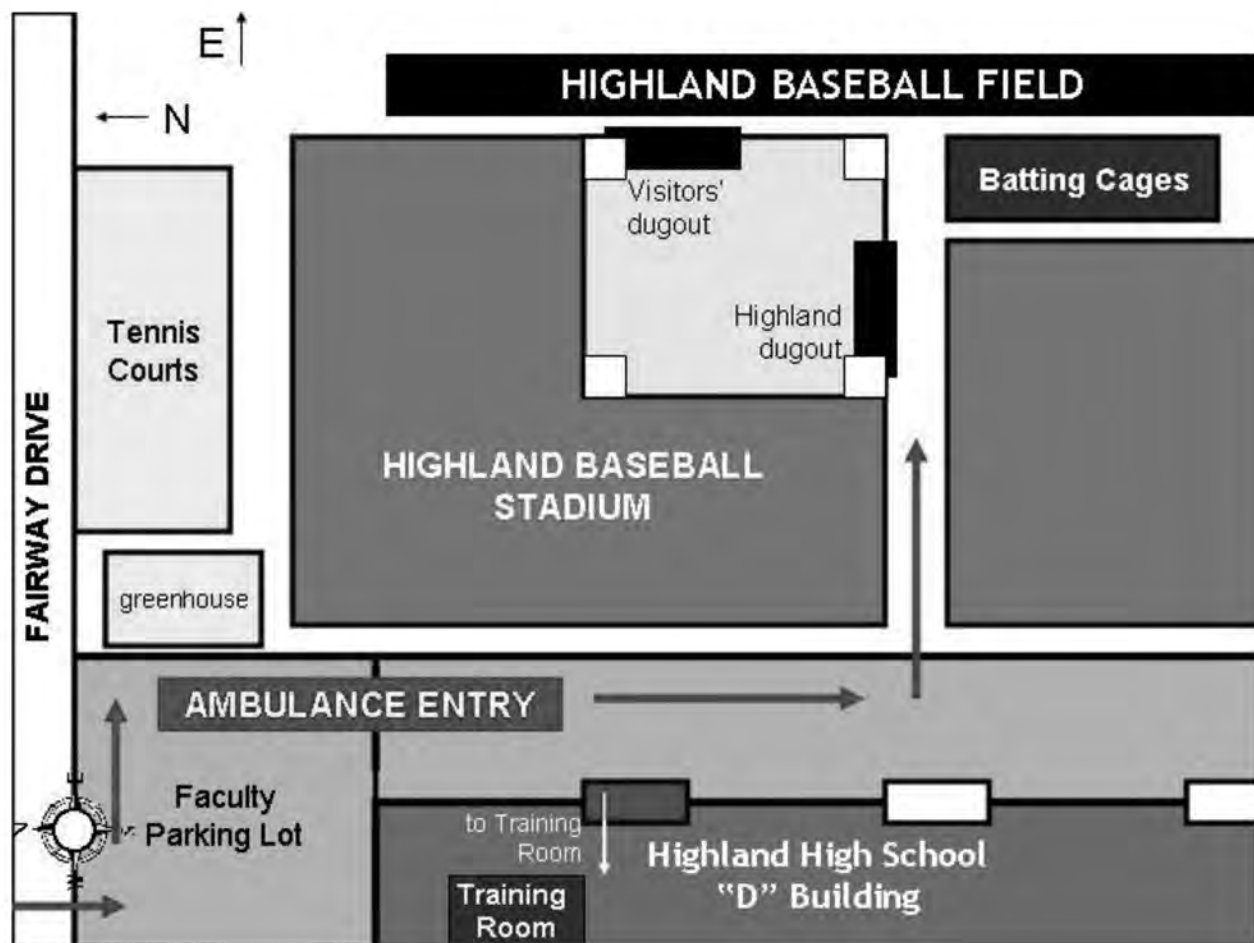 E
N
HIGHLAND BASEBALL FIELD
Visitors'
dugout
Batting Cages
Tennis
Courts
Highland
dugout
FAIRWAY DRIVE
HIGHLAND BASEBALL
STADIUM
greenhouse
AMBULANCE ENTRY
Faculty
Parking Lot
to Training
Room
Highland High School
“D” Building
Training
Room